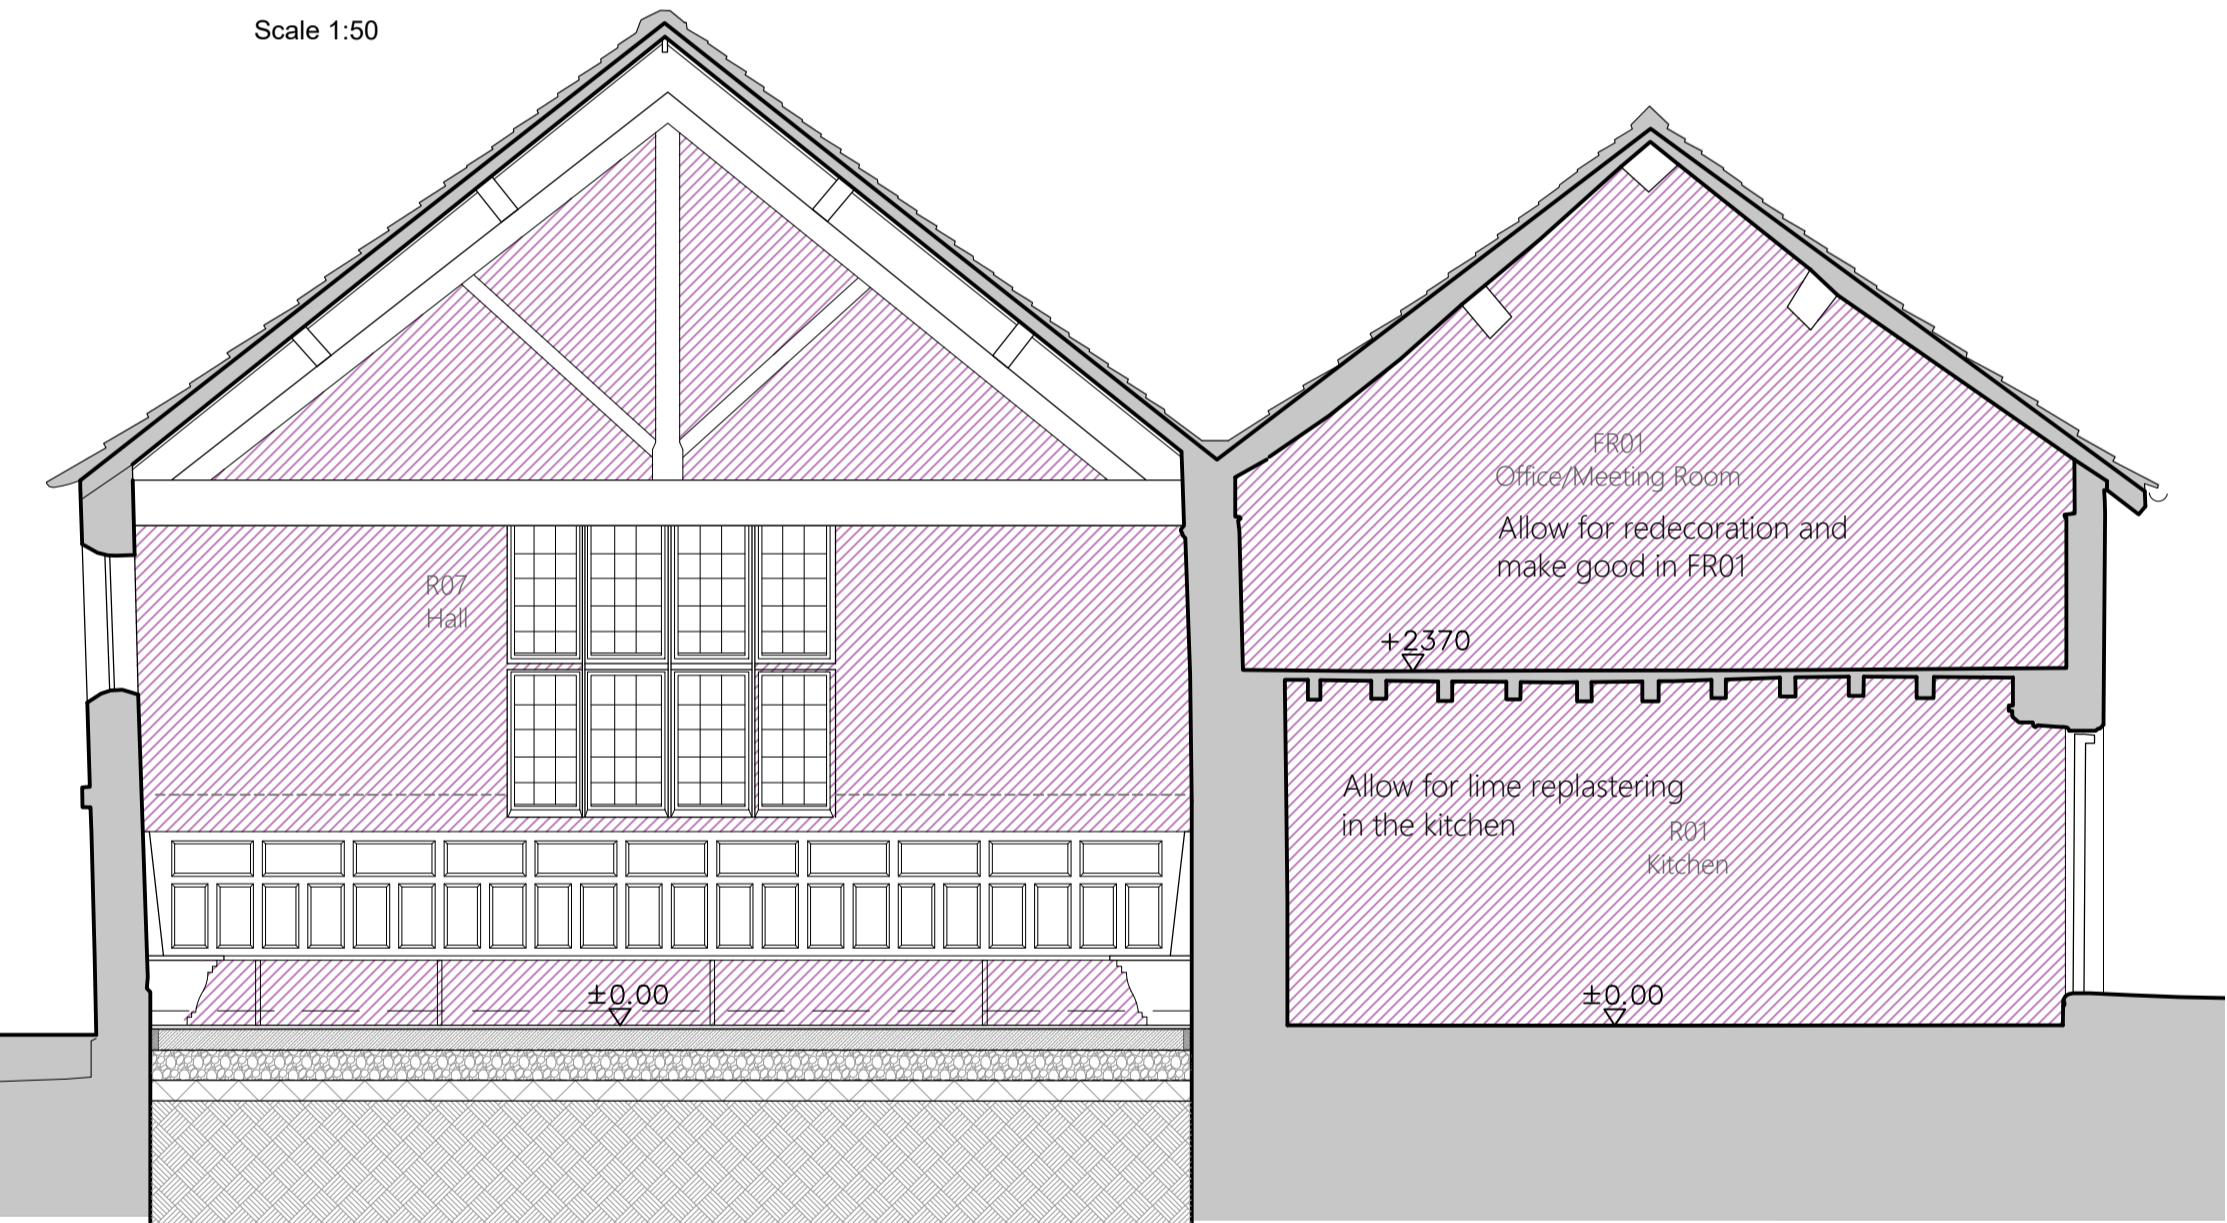 Scale 1:50
FR01
Office/Meeting Room
Allow for redecoration and
make good in FR01
R07
Hall
+2370
Allow for lime replastering
in the kitchen
R01
Kitchen
±0.00
±0.00